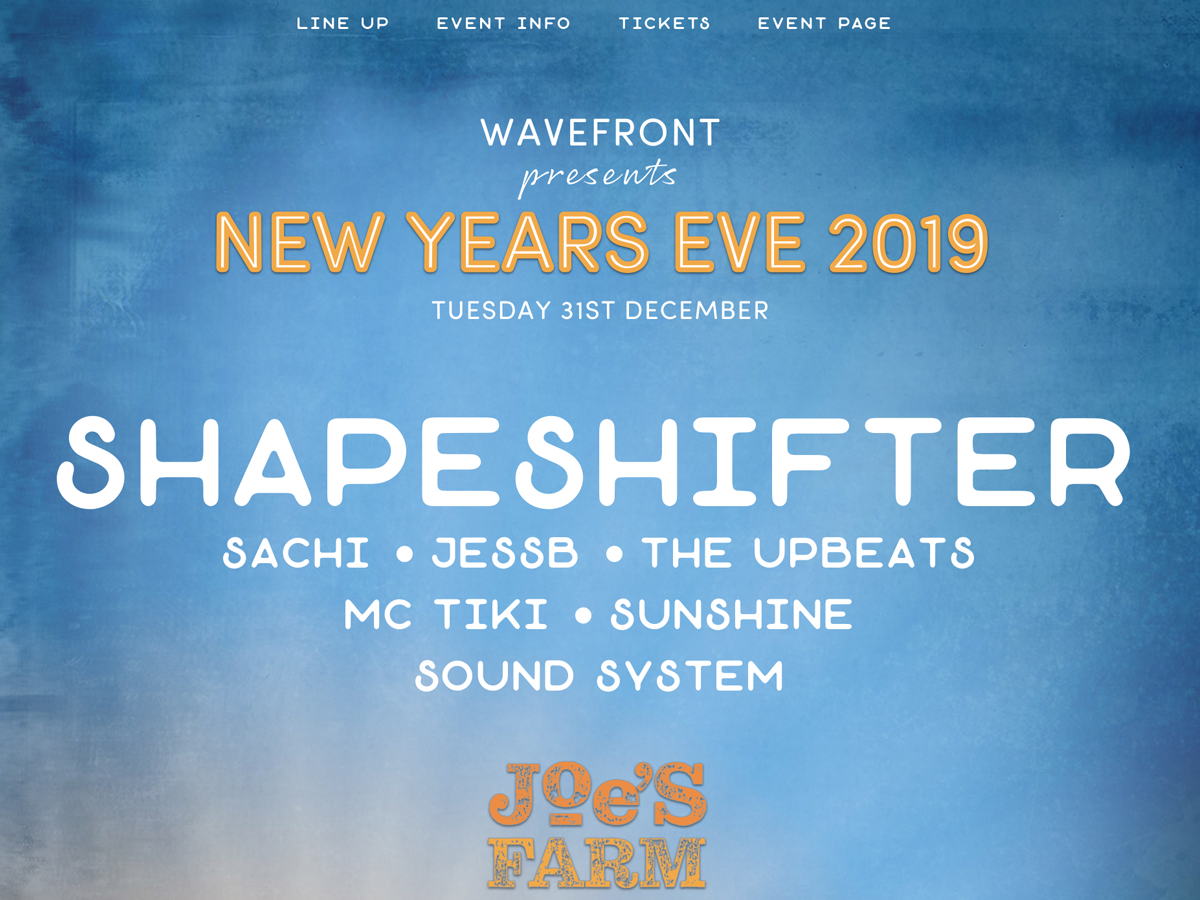 LINE UP EVENT INFO TICKETS EVENT PAGE
WAVEFRONT
presents
NEW YEARS EVE 2019
TUESDAY 31ST DECEMBER
SHAPESHIFTER
SACHI • JESSB • THE UPBEATS
MC TIKI • SUNSHINE
SOUND SYSTEM
JOe'S
FARM